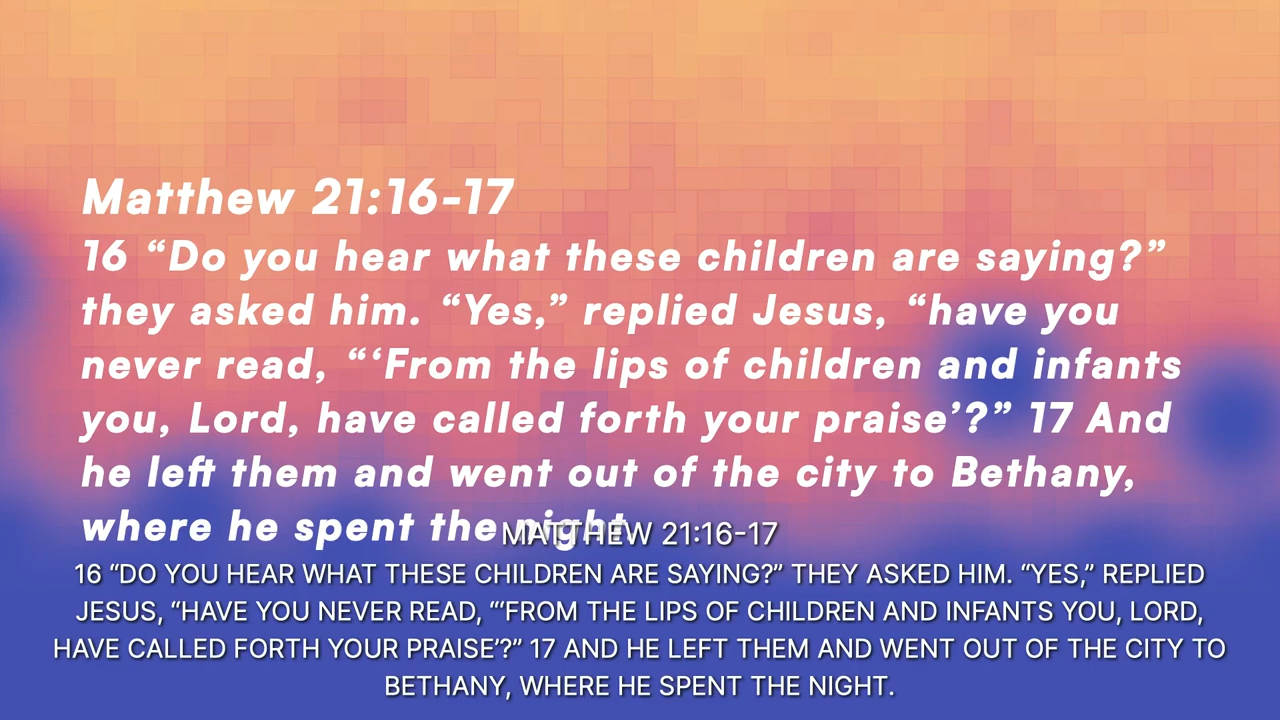 Matthew 21:16-17
16 “Do you hear what these children are saying?”
they asked him. “Yes,” replied Jesus, “have you
never read, “‘From the lips of children and infants
you, Lord, have called forth your praise’?” 17 And
he left them and went out of the city to Bethany,
where he spent the night.
MATTHEW 21:16-17
16 “DO YOU HEAR WHAT THESE CHILDREN ARE SAYING?” THEY ASKED HIM. “YES,” REPLIED
JESUS, “HAVE YOU NEVER READ, “‘FROM THE LIPS OF CHILDREN AND INFANTS YOU, LORD,
HAVE CALLED FORTH YOUR PRAISE’?” 17 AND HE LEFT THEM AND WENT OUT OF THE CITY TO
BETHANY, WHERE HE SPENT THE NIGHT.